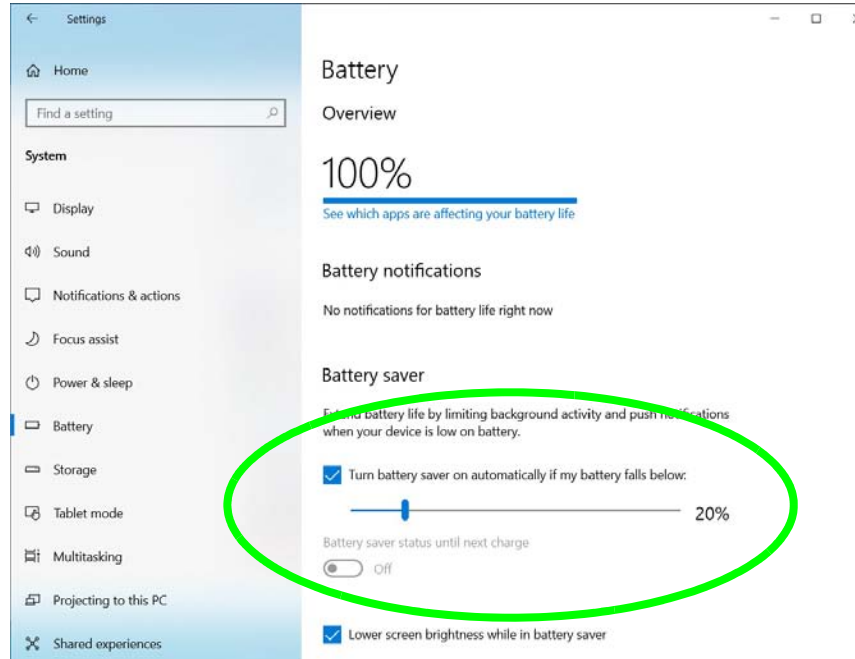 Settings
Home
Find a setting
System
Display
Sound
Notifications & actions
Focus assist
Power & sleep
Battery
Storage
Tablet mode
Multitasking
Projecting to this PC
Shared experiences
Battery
Overview
100%
See which apps are affecting your battery life
Battery notifications
No notifications for battery life right now
Battery saver
Extend battery life by limiting background activity and push notifications
when your device is low on battery.
Turn battery saver on automatically if my battery falls below:
20%
Battery saver status until next charge
Off
Lower screen brightness while in battery saver